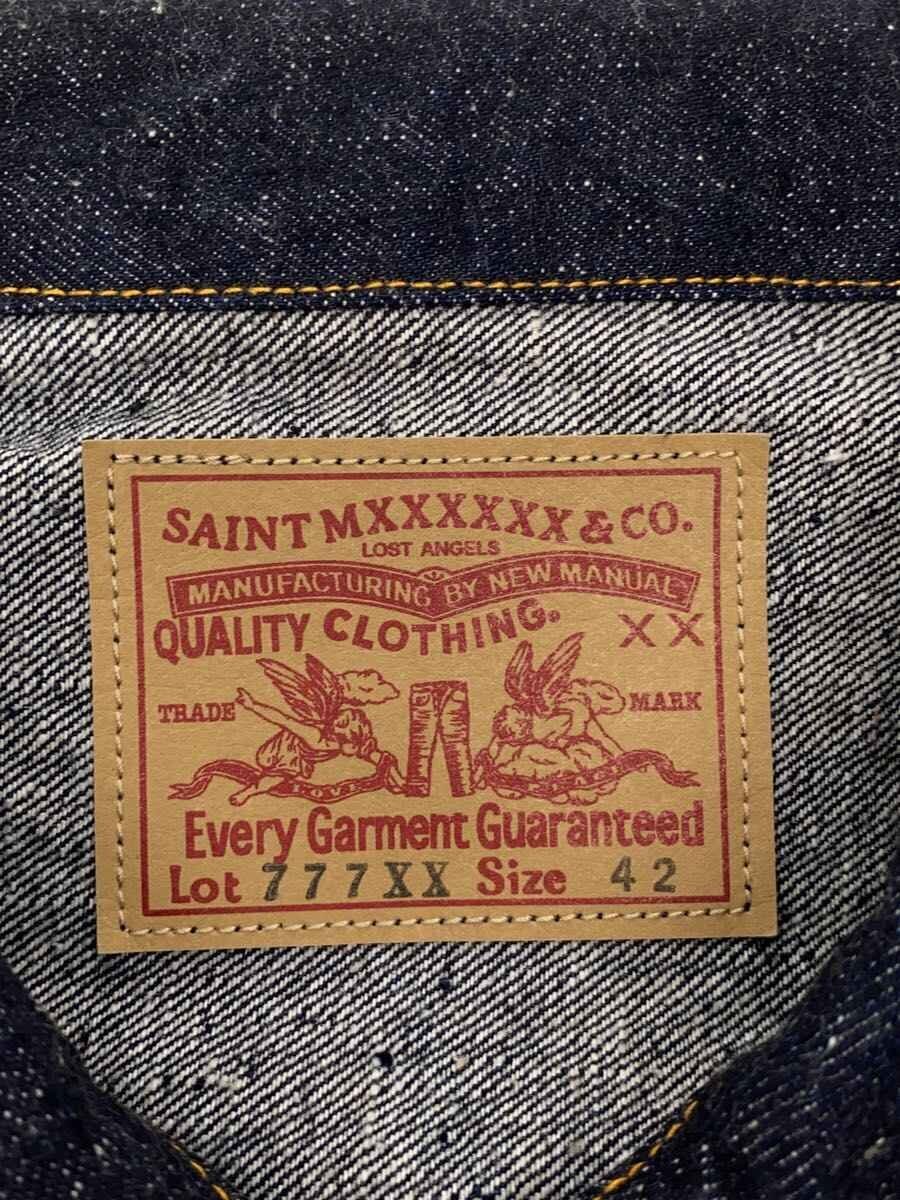 SAINT MXXXXXX & CO.
LOST ANGELS
MANUFACTURING BY NEW MANUAL
QUALITY CLOTHING. XX
TRADE MARK
Every Garment Guaranteed
Lot 777XX Size 42